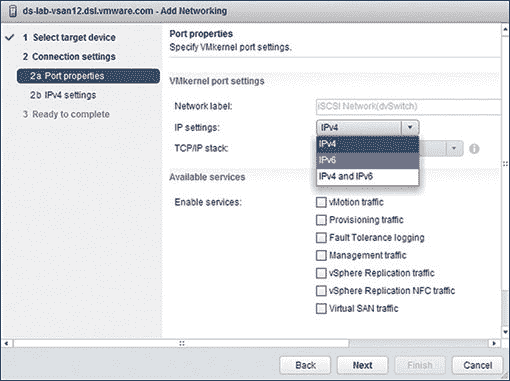 ds-lab-vsan12.dsl.vmware.com - Add Networking
1 Select target device
2 Connection settings
2a Port properties
2b IPv4 settings
3 Ready to complete
Port properties
Specify VMkernel port settings.
VMkernel port settings
Network label: iSCSI Network(dvSwitch)
IP settings: IPv4
TCP/IP stack:
IPv4
IPv6
IPv4 and IPv6
Available services
Enable services:
vMotion traffic
Provisioning traffic
Fault Tolerance logging
Management traffic
vSphere Replication traffic
vSphere Replication NFC traffic
Virtual SAN traffic
Back Next Finish Cancel